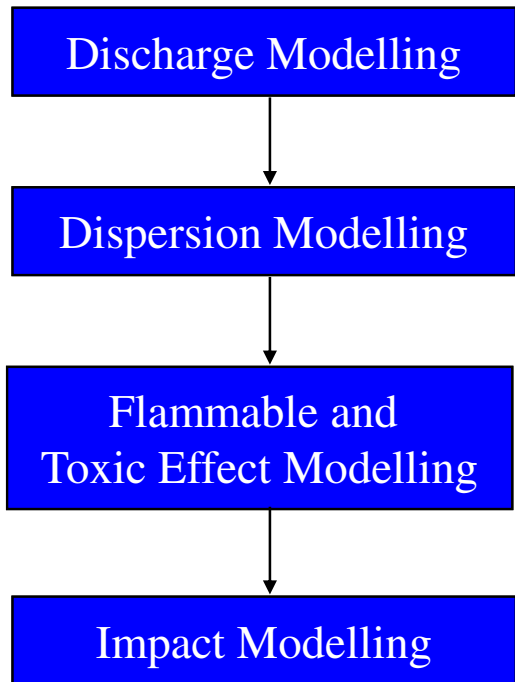 Discharge Modelling
Dispersion Modelling
Flammable and
Toxic Effect Modelling
Impact Modelling